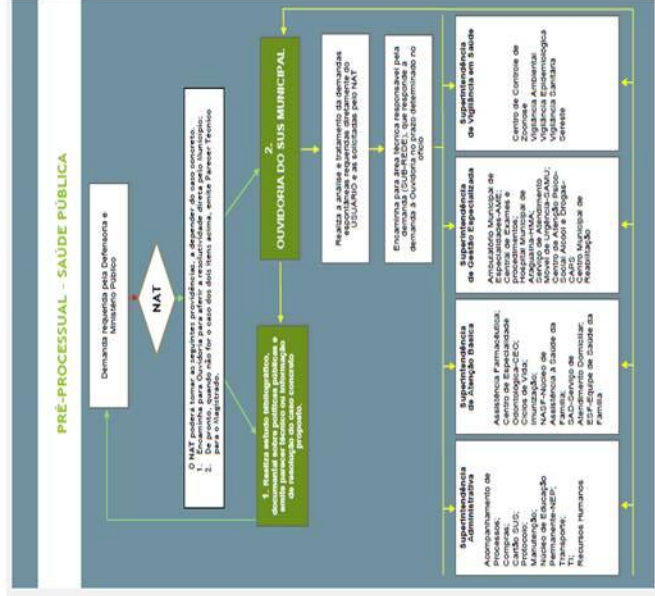 PRÉ-PROCESSUAL - SAÚDE PÚBLICA
Demanda requerida pela Defensoria e
Ministério Público
NAT
O NAT poderá tomar as seguintes providências, a depender do caso concreto.
1. Encaminha para Ouvidoria para aferir a resolutividade direta pelo Município;
2. De pronto, quando não for o caso dos dois itens acima, emite Parecer Técnico
para o Magistrado.
1. Realiza estudo bibliográfico,
documental sobre políticas públicas e
emite parecer técnico ou informação
de resolução do caso concreto
proposto.
2.
OUVIDORIA DO SUS MUNICIPAL
Realiza a análise e tratamento da demandas
espontâneas requeridas diretamente do
USUÁRIO e as solicitadas pelo NAT
Encaminha para área técnica responsável pela
demanda (SUB-REDE), que responde a
demanda à Ouvidoria no prazo determinado no
ofício
Superintendência
Administrativa
Acompanhamento de
Processos;
Compras;
Cartão SUS;
Protocolo;
Manutenção;
Núcleo de Educação
Permanente-NEP;
Transporte;
TI;
Recursos Humanos
Superintendência
da Atenção Básica
Assistência Farmacêutica;
Centro de Especialidade
Odontológica-CEO;
Ciclos de Vida;
Imunização;
NASF-Núcleo de
Assistência à Saúde da
Família;
SAD-Serviço de
Atendimento Domiciliar;
ESF-Equipe de Saúde da
Família
Superintendência
de Gestão Especializada
Ambulatório Municipal de
Especialidades-AME;
Central de Exames e
procedimentos;
Hospital Municipal de
Araguaína-HMA;
Serviço de Atendimento
Móvel de Urgência-SAMU;
Centro de Atenção Psico-
Social Álcool e Drogas-
CAPS;
Centro Municipal de
Reabilitação
Superintendência
de Vigilância em Saúde
Centro de Controle de
Zoonose
Vigilância Ambiental
Vigilância Epidemiológica
Vigilância Sanitária
Sereste